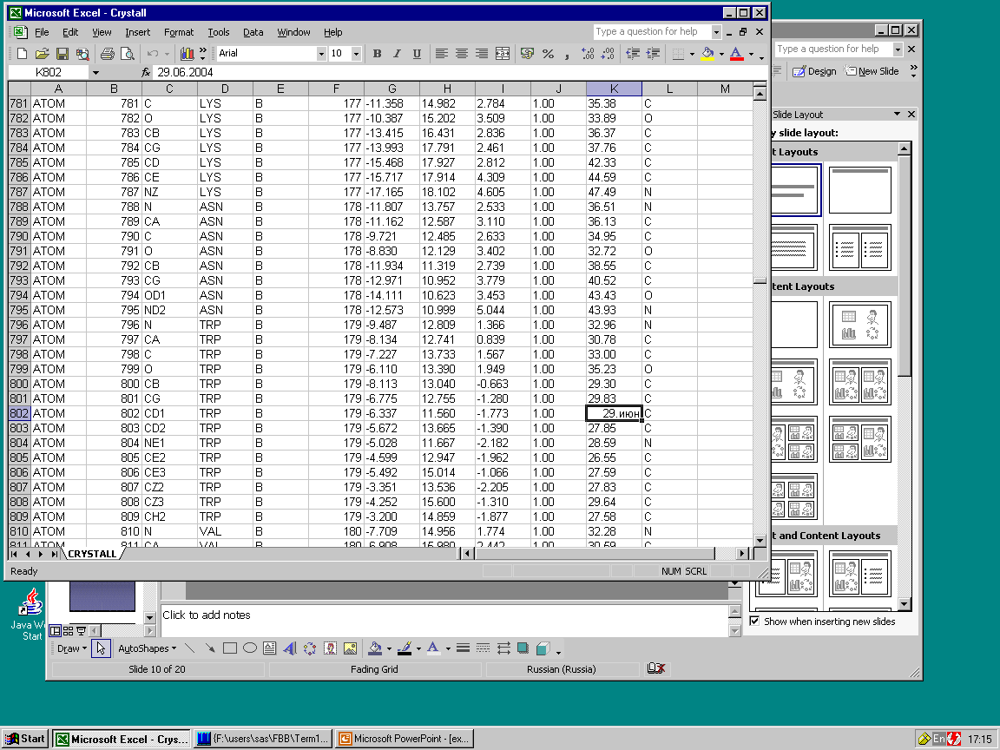 Microsoft Excel - Crystall
File Edit View Insert Format Tools Data Window Help Type a question for help
Arial 10 B I U % ,
K802 fx 29.06.2004
A B C D E F G H I J K L M
781 ATOM 781 C LYS B 177 -11.358 14.982 2.784 1.00 35.38 C
782 ATOM 782 O LYS B 177 -10.387 15.202 3.509 1.00 33.89 O
783 ATOM 783 CB LYS B 177 -13.415 16.431 2.836 1.00 36.37 C
784 ATOM 784 CG LYS B 177 -13.993 17.791 2.461 1.00 37.76 C
785 ATOM 785 CD LYS B 177 -15.468 17.927 2.812 1.00 42.33 C
786 ATOM 786 CE LYS B 177 -15.717 17.914 4.309 1.00 44.59 C
787 ATOM 787 NZ LYS B 177 -17.165 18.102 4.605 1.00 47.49 N
788 ATOM 788 N ASN B 178 -11.807 13.757 2.533 1.00 36.51 N
789 ATOM 789 CA ASN B 178 -11.162 12.587 3.110 1.00 36.13 C
790 ATOM 790 C ASN B 178 -9.721 12.485 2.633 1.00 34.95 C
791 ATOM 791 O ASN B 178 -8.830 12.129 3.402 1.00 32.72 O
792 ATOM 792 CB ASN B 178 -11.934 11.319 2.739 1.00 38.55 C
793 ATOM 793 CG ASN B 178 -12.971 10.952 3.779 1.00 40.52 C
794 ATOM 794 OD1 ASN B 178 -14.111 10.623 3.453 1.00 43.43 O
795 ATOM 795 ND2 ASN B 178 -12.573 10.999 5.044 1.00 43.93 N
796 ATOM 796 N TRP B 179 -9.487 12.809 1.366 1.00 32.96 N
797 ATOM 797 CA TRP B 179 -8.134 12.741 0.839 1.00 30.78 C
798 ATOM 798 C TRP B 179 -7.227 13.733 1.567 1.00 33.00 C
799 ATOM 799 O TRP B 179 -6.110 13.390 1.949 1.00 35.23 O
800 ATOM 800 CB TRP B 179 -8.113 13.040 -0.663 1.00 29.30 C
801 ATOM 801 CG TRP B 179 -6.775 12.755 -1.280 1.00 29.83 C
802 ATOM 802 CD1 TRP B 179 -6.337 11.560 -1.773 1.00 29.июн C
803 ATOM 803 CD2 TRP B 179 -5.672 13.665 -1.390 1.00 27.85 C
804 ATOM 804 NE1 TRP B 179 -5.028 11.667 -2.182 1.00 28.59 N
805 ATOM 805 CE2 TRP B 179 -4.599 12.947 -1.962 1.00 26.55 C
806 ATOM 806 CE3 TRP B 179 -5.492 15.014 -1.066 1.00 27.59 C
807 ATOM 807 CZ2 TRP B 179 -3.351 13.536 -2.205 1.00 27.83 C
808 ATOM 808 CZ3 TRP B 179 -4.252 15.600 -1.310 1.00 29.64 C
809 ATOM 809 CH2 TRP B 179 -3.200 14.859 -1.877 1.00 27.58 C
810 ATOM 810 N VAL B 180 -7.709 14.956 1.774 1.00 32.28 N
811 ATOM 811 CA VAL B 180 -6.908 15.980 2.442 1.00 30.59 C
CRYSTALL
Ready NUM SCRL
Type a question for help
Design New Slide
Slide Layout
y slide layout:
t Layouts
tent Layouts
t and Content Layouts
Show when inserting new slides
Java We
Start
Click to add notes
Draw AutoShapes A
Slide 10 of 20 Fading Grid Russian (Russia)
Start Microsoft Excel - Crys... {F:\users\sas\FBB\Term1... Microsoft PowerPoint - [ex... En 17:15